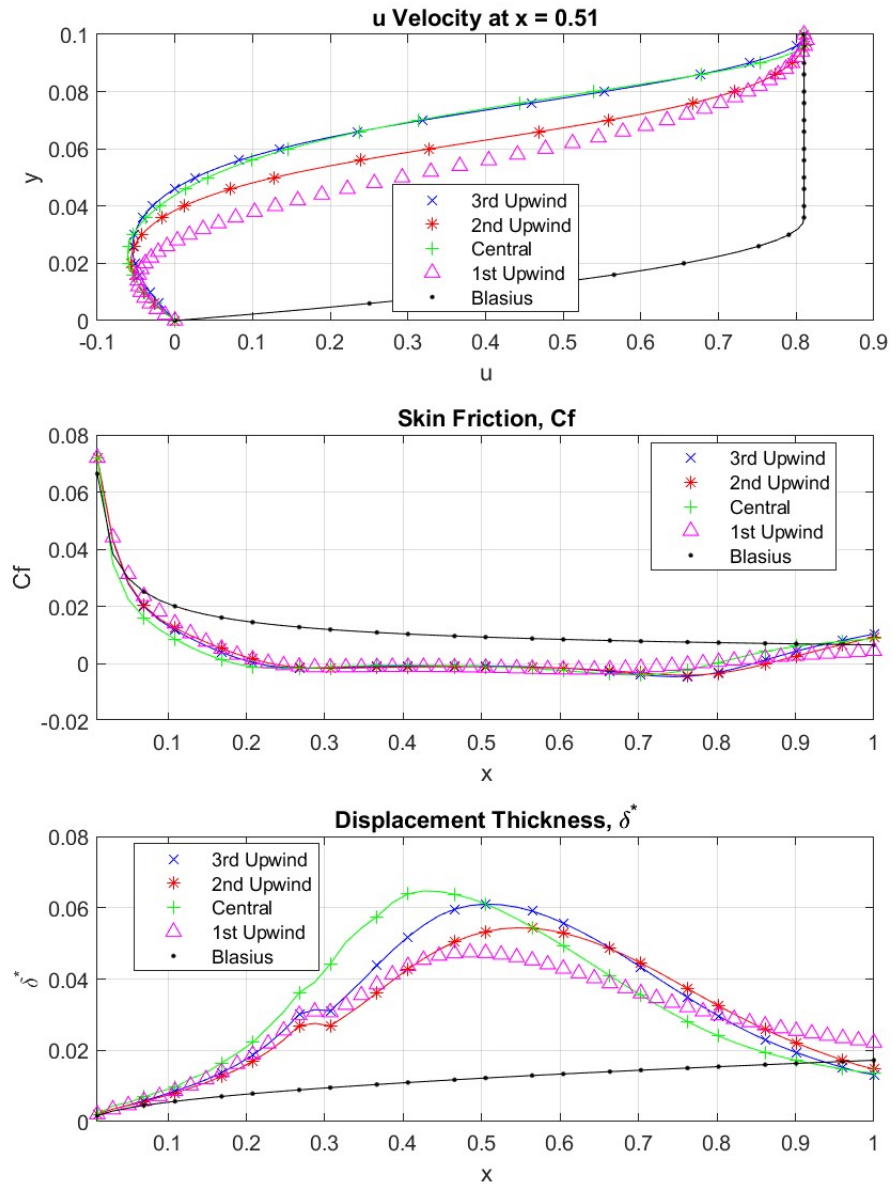 u Velocity at x = 0.51
0.1
0.08
0.06
0.04
0.02
0
y
3rd Upwind
2nd Upwind
Central
1st Upwind
Blasius
-0.1 0 0.1 0.2 0.3 0.4 0.5 0.6 0.7 0.8 0.9
u
Skin Friction, Cf
0.08
0.06
0.04
0.02
0
-0.02
Cf
3rd Upwind
2nd Upwind
Central
1st Upwind
Blasius
0.1 0.2 0.3 0.4 0.5 0.6 0.7 0.8 0.9 1
x
Displacement Thickness, δ*
0.08
0.06
0.04
0.02
0
δ*
3rd Upwind
2nd Upwind
Central
1st Upwind
Blasius
0.1 0.2 0.3 0.4 0.5 0.6 0.7 0.8 0.9 1
x